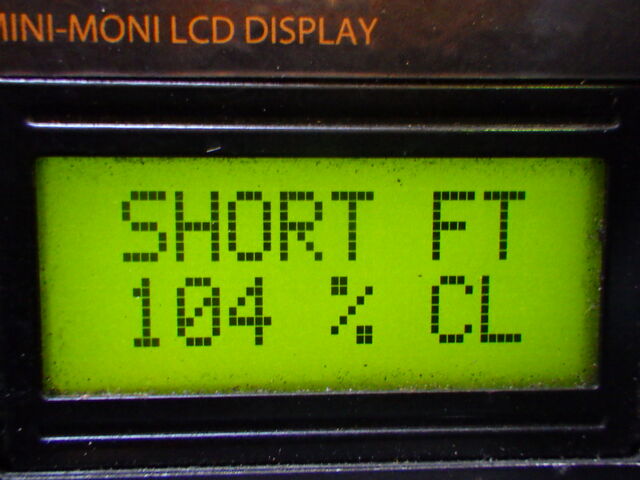 MINI-MONI LCD DISPLAY
SHORT FT
104 % CL